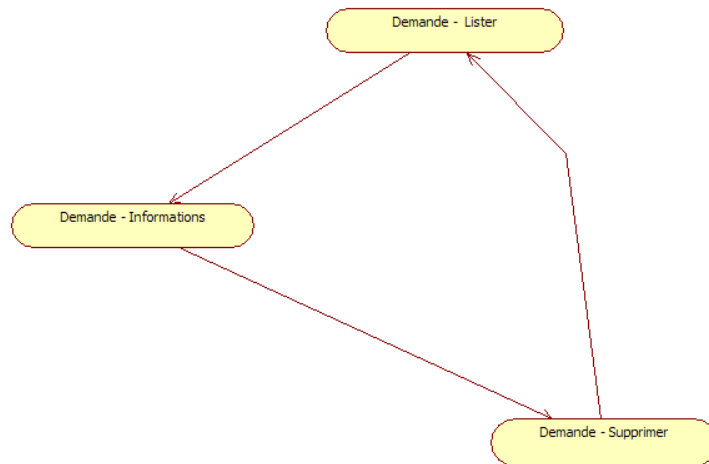 Demande - Lister
Demande - Informations
Demande - Supprimer